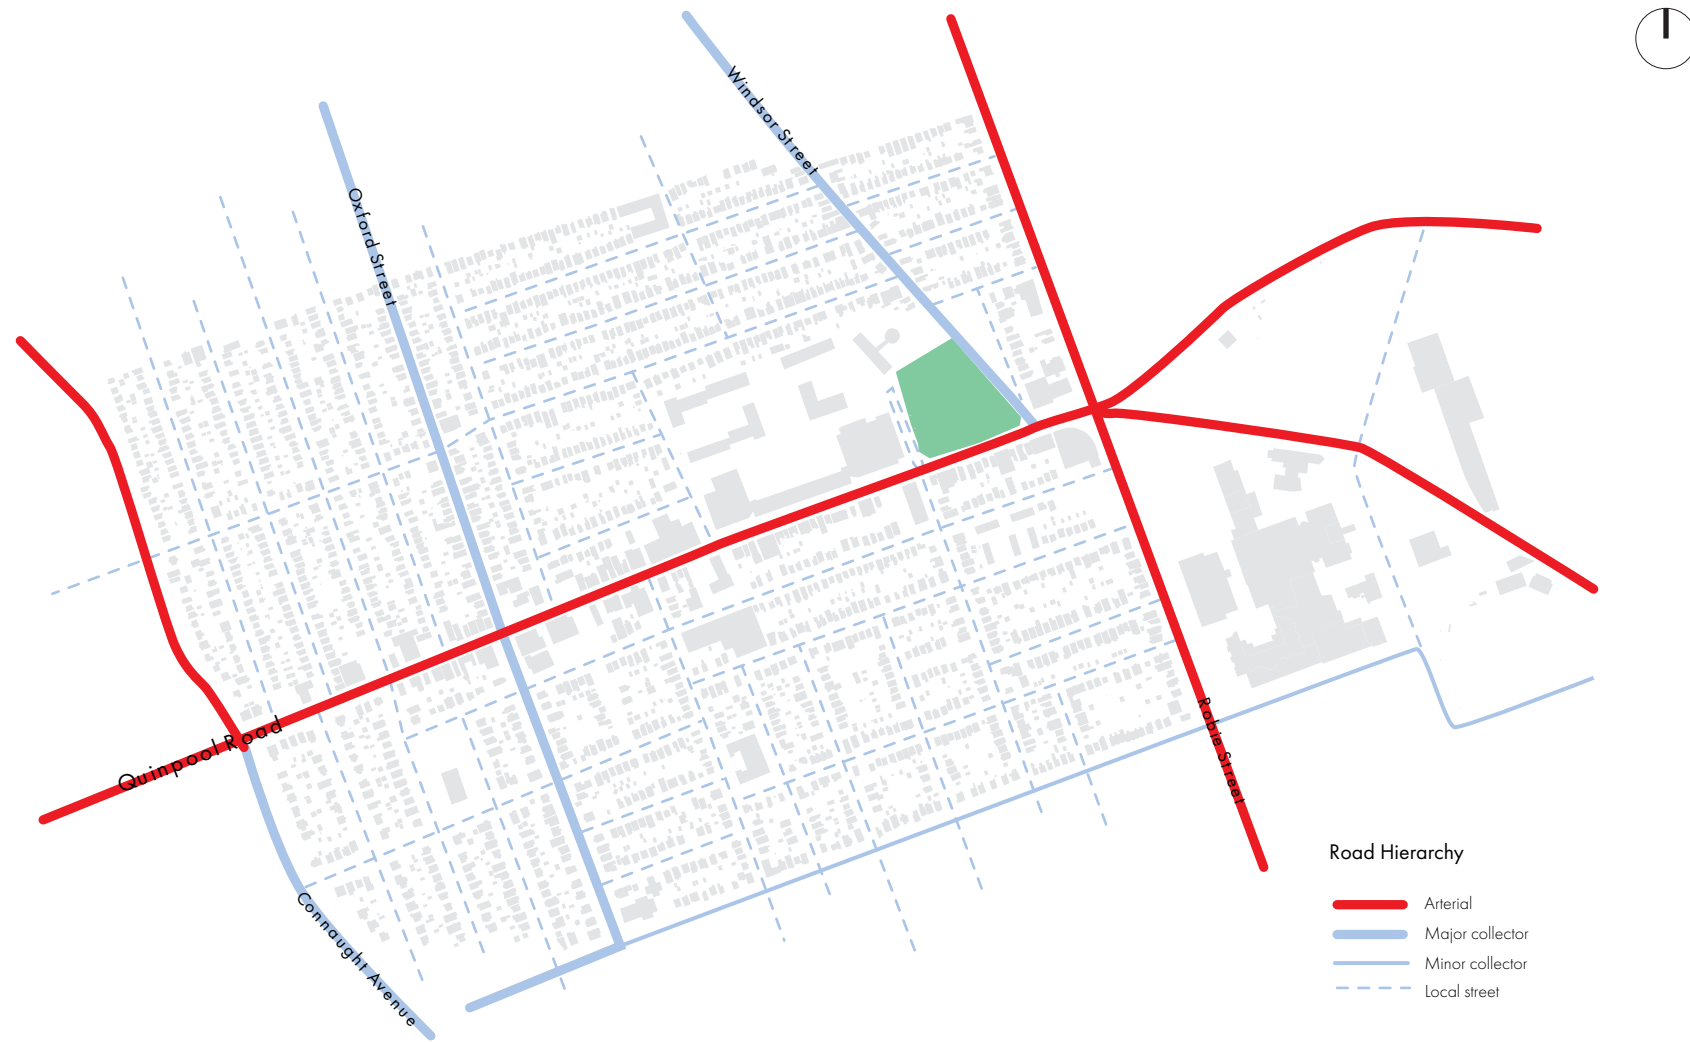 Windsor Street
Oxford Street
Quinpool Road
Robie Street
Connaught Avenue
Road Hierarchy
Arterial
Major collector
Minor collector
Local street